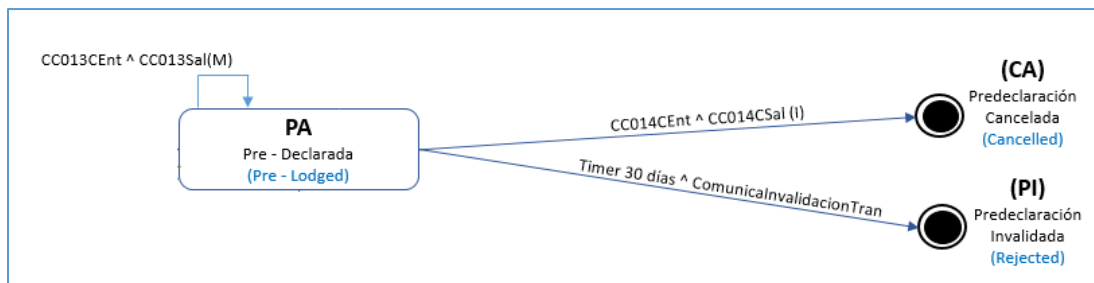 CC013CEnt ^ CC013Sal(M)
PA
Pre - Declarada
(Pre - Lodged)
CC014CEnt ^ CC014CSal (I)
Timer 30 días ^ ComunicaInvalidacionTran
(CA)
Predeclaración
Cancelada
(Cancelled)
(PI)
Predeclaración
Invalidada
(Rejected)